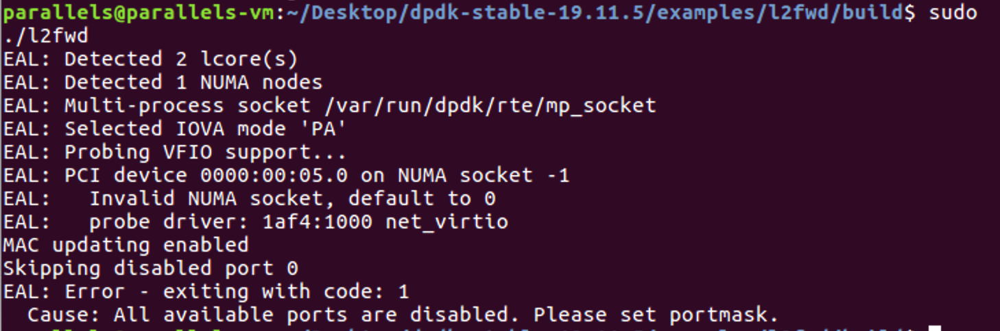 parallels@parallels-vm:~/Desktop/dpdk-stable-19.11.5/examples/l2fwd/build$ sudo
./l2fwd
EAL: Detected 2 lcore(s)
EAL: Detected 1 NUMA nodes
EAL: Multi-process socket /var/run/dpdk/rte/mp_socket
EAL: Selected IOVA mode 'PA'
EAL: Probing VFIO support...
EAL: PCI device 0000:00:05.0 on NUMA socket -1
EAL:   Invalid NUMA socket, default to 0
EAL:   probe driver: 1af4:1000 net_virtio
MAC updating enabled
Skipping disabled port 0
EAL: Error - exiting with code: 1
  Cause: All available ports are disabled. Please set portmask.